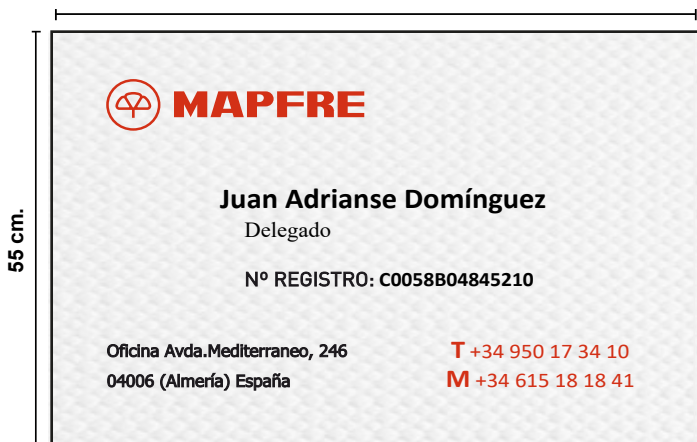 55 cm.
MAPFRE
Juan Adrianse Domínguez
Delegado
Nº REGISTRO: C0058B04845210
Oficina Avda.Mediterraneo, 246
04006 (Almería) España
T +34 950 17 34 10
M +34 615 18 18 41